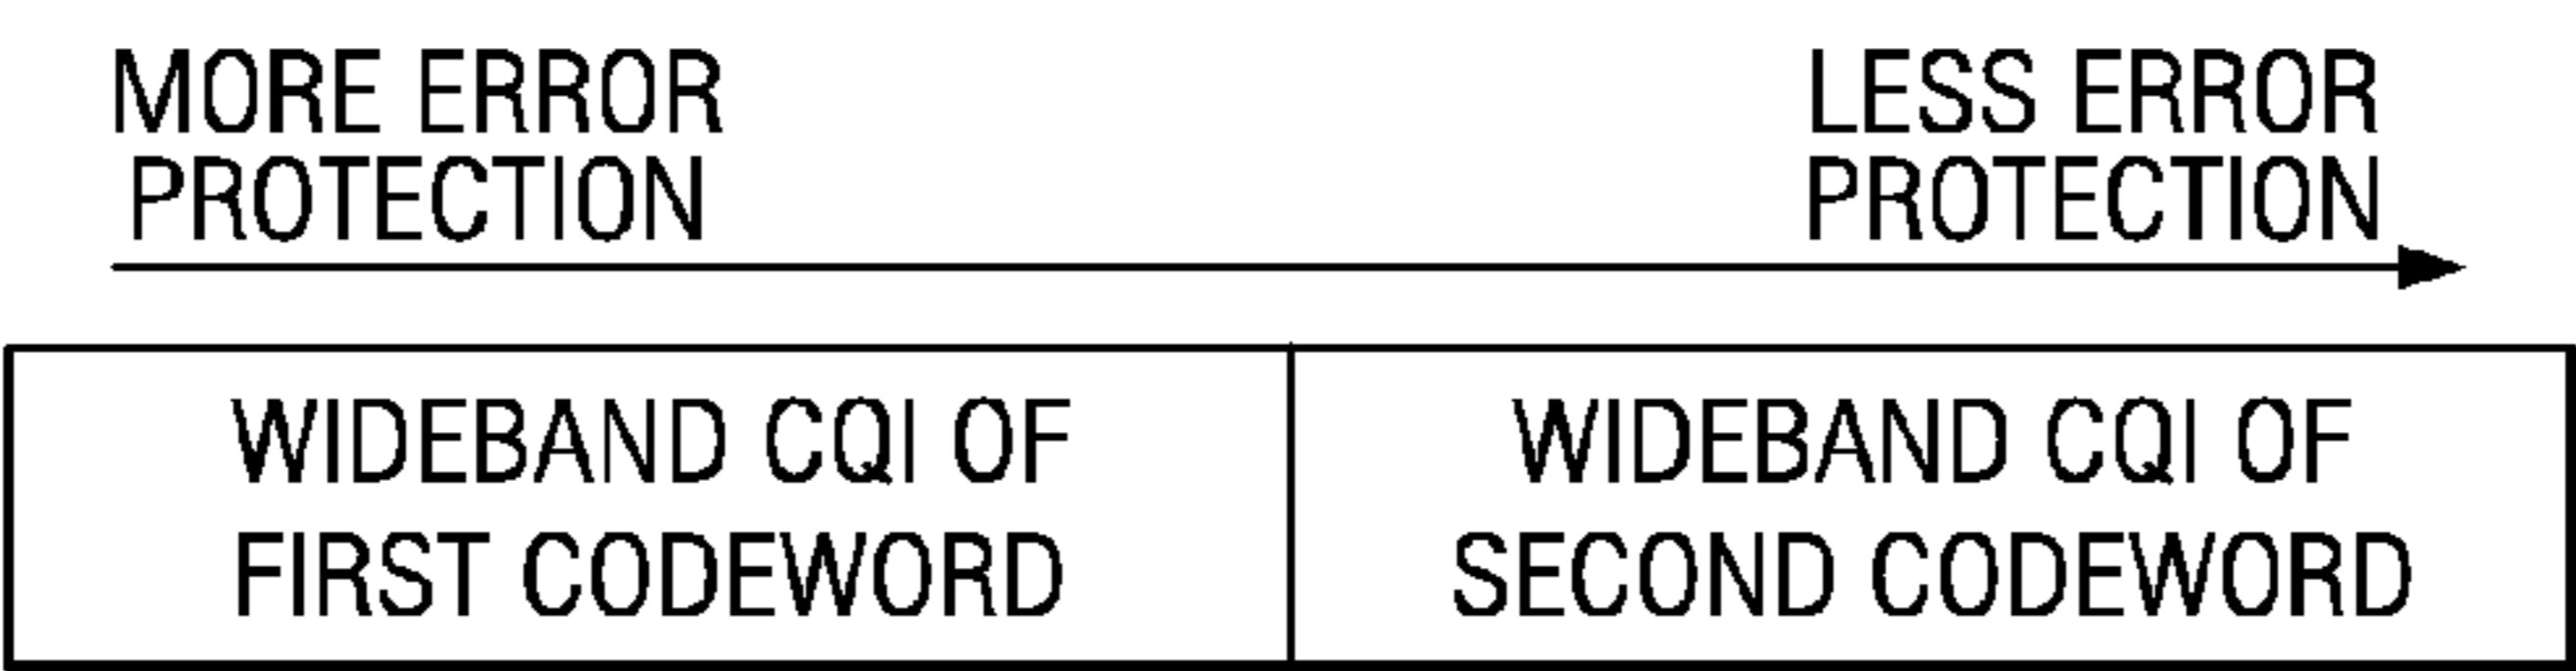 MORE ERROR
PROTECTION
LESS ERROR
PROTECTION
WIDEBAND CQI OF
FIRST CODEWORD
WIDEBAND CQI OF
SECOND CODEWORD